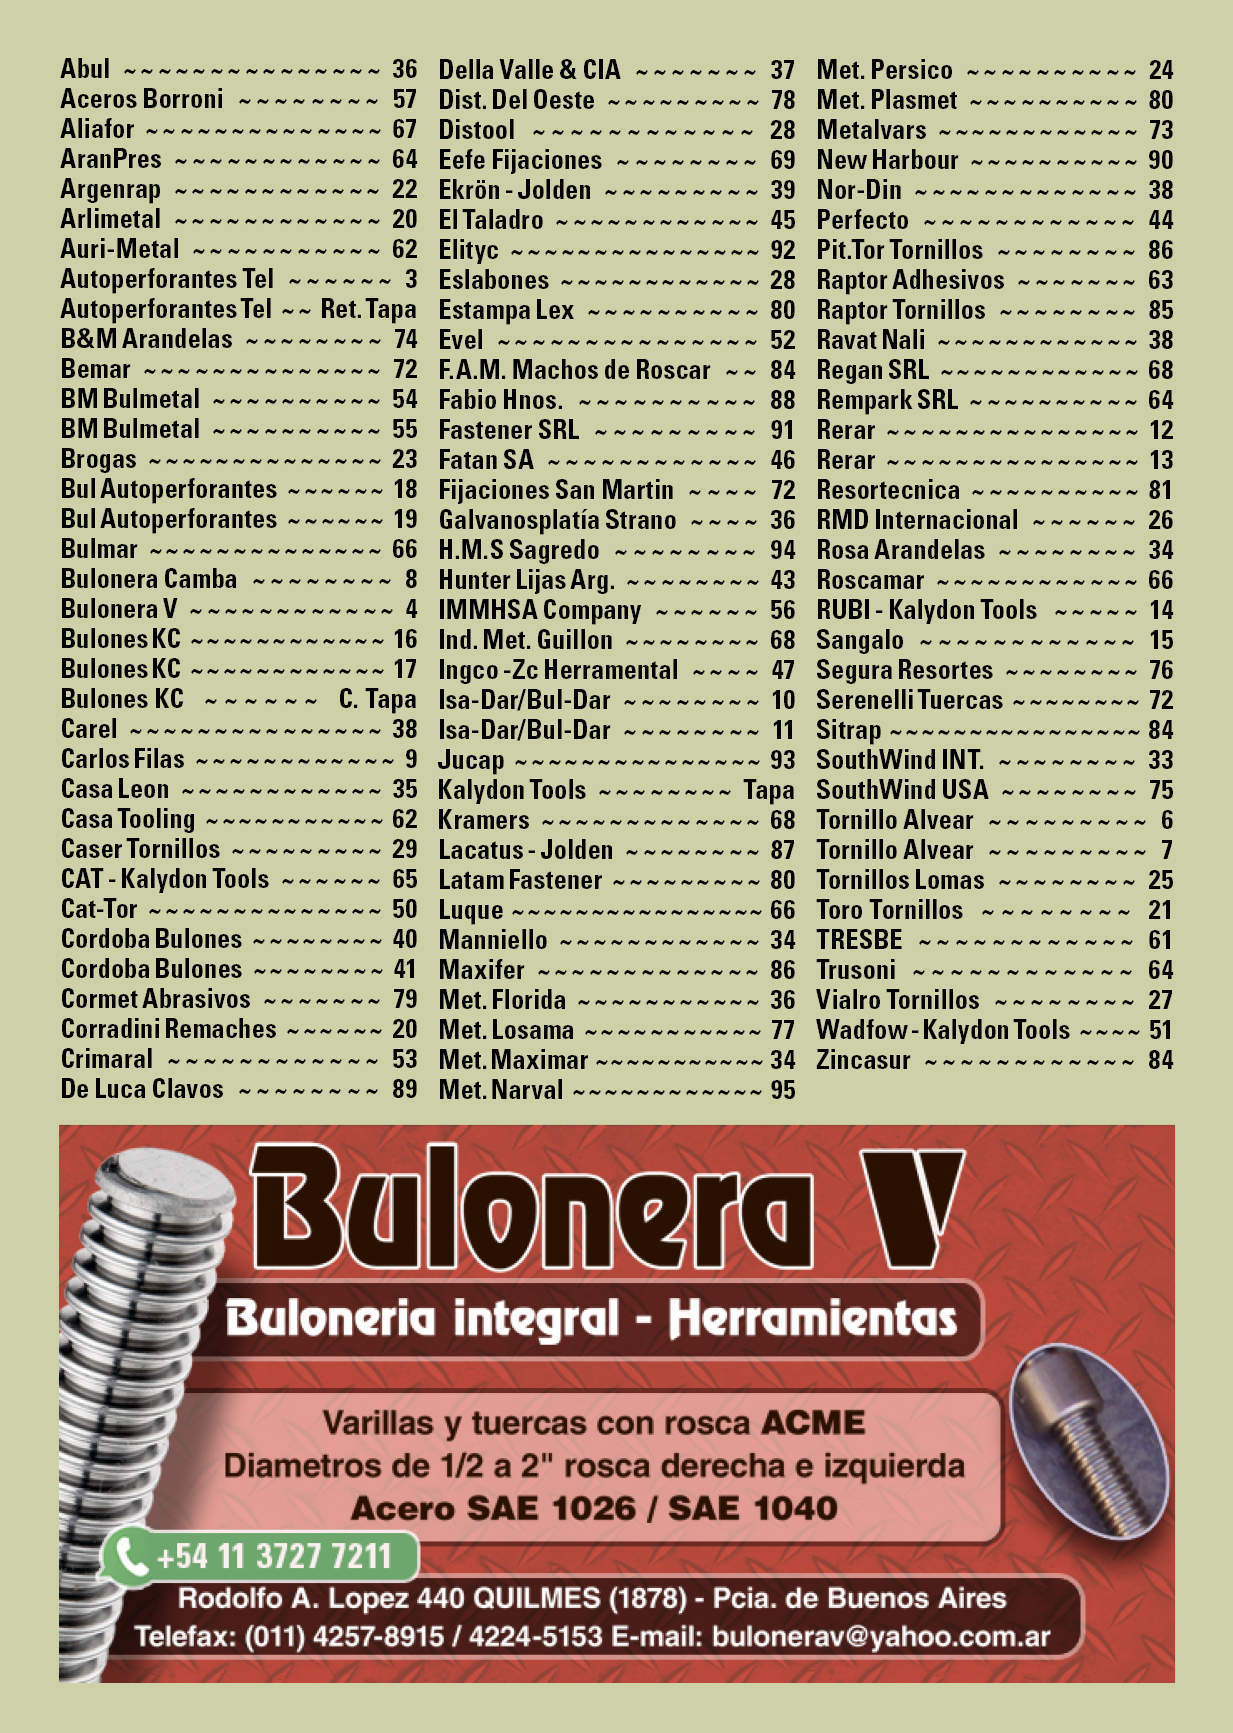 Abul ~~~~~~~~~~~~~~~ 36
Aceros Borroni ~~~~~~~~ 57
Aliafor ~~~~~~~~~~~~~~ 67
AranPres ~~~~~~~~~~~~ 64
Argenrap ~~~~~~~~~~~~ 22
Arlimetal ~~~~~~~~~~~~ 20
Auri-Metal ~~~~~~~~~~~ 62
Autoperforantes Tel ~~~~~~ 3
Autoperforantes Tel ~~ Ret. Tapa
B&M Arandelas ~~~~~~~~ 74
Bemar ~~~~~~~~~~~~~~ 72
BM Bulmetal ~~~~~~~~~~ 54
BM Bulmetal ~~~~~~~~~~ 55
Brogas ~~~~~~~~~~~~~~ 23
Bul Autoperforantes ~~~~~~ 18
Bul Autoperforantes ~~~~~~ 19
Bulmar ~~~~~~~~~~~~~~ 66
Bulonera Camba ~~~~~~~~ 8
Bulonera V ~~~~~~~~~~~~~ 4
Bulones KC ~~~~~~~~~~~~ 16
Bulones KC ~~~~~~~~~~~~ 17
Bulones KC ~~~~~~ C. Tapa
Carel ~~~~~~~~~~~~~~~ 38
Carlos Filas ~~~~~~~~~~~~ 9
Casa Leon ~~~~~~~~~~~~ 35
Casa Tooling ~~~~~~~~~~~ 62
Caser Tornillos ~~~~~~~~~ 29
CAT - Kalydon Tools ~~~~~~ 65
Cat-Tor ~~~~~~~~~~~~~~ 50
Cordoba Bulones ~~~~~~~~ 40
Cordoba Bulones ~~~~~~~~ 41
Cormet Abrasivos ~~~~~~~ 79
Corradini Remaches ~~~~~~ 20
Crimaral ~~~~~~~~~~~~ 53
De Luca Clavos ~~~~~~~~ 89
Della Valle & CIA ~~~~~~~ 37
Dist. Del Oeste ~~~~~~~~~ 78
Distool ~~~~~~~~~~~~ 28
Eefe Fijaciones ~~~~~~~~ 69
Ekrön - Jolden ~~~~~~~~~ 39
El Taladro ~~~~~~~~~~~~ 45
Elityc ~~~~~~~~~~~~~~~ 92
Eslabones ~~~~~~~~~~~~ 28
Estampa Lex ~~~~~~~~~~ 80
Evel ~~~~~~~~~~~~~~~ 52
F.A.M. Machos de Roscar ~~ 84
Fabio Hnos. ~~~~~~~~~~ 88
Fastener SRL ~~~~~~~~~ 91
Fatan SA ~~~~~~~~~~~~ 46
Fijaciones San Martin ~~~~ 72
Galvanosplatía Strano ~~~~ 36
H.M.S Sagredo ~~~~~~~~ 94
Hunter Lijas Arg. ~~~~~~~~ 43
IMMHSA Company ~~~~~~ 56
Ind. Met. Guillon ~~~~~~~~ 68
Ingco -Zc Herramental ~~~~ 47
Isa-Dar/Bul-Dar ~~~~~~~~ 10
Isa-Dar/Bul-Dar ~~~~~~~~ 11
Jucap ~~~~~~~~~~~~~~~ 93
Kalydon Tools ~~~~~~~~ Tapa
Kramers ~~~~~~~~~~~~~ 68
Lacatus - Jolden ~~~~~~~~ 87
Latam Fastener ~~~~~~~~~ 80
Luque ~~~~~~~~~~~~~~~~ 66
Manniello ~~~~~~~~~~~~ 34
Maxifer ~~~~~~~~~~~~~ 86
Met. Florida ~~~~~~~~~~~ 36
Met. Losama ~~~~~~~~~~~ 77
Met. Maximar ~~~~~~~~~~~ 34
Met. Narval ~~~~~~~~~~~~ 95
Met. Persico ~~~~~~~~~~ 24
Met. Plasmet ~~~~~~~~~~ 80
Metalvars ~~~~~~~~~~~~ 73
New Harbour ~~~~~~~~~~ 90
Nor-Din ~~~~~~~~~~~~~ 38
Perfecto ~~~~~~~~~~~~ 44
Pit.Tor Tornillos ~~~~~~~~ 86
Raptor Adhesivos ~~~~~~~ 63
Raptor Tornillos ~~~~~~~~ 85
Ravat Nali ~~~~~~~~~~~~ 38
Regan SRL ~~~~~~~~~~~~ 68
Rempark SRL ~~~~~~~~~~ 64
Rerar ~~~~~~~~~~~~~~~ 12
Rerar ~~~~~~~~~~~~~~~ 13
Resortecnica ~~~~~~~~~~ 81
RMD Internacional ~~~~~~ 26
Rosa Arandelas ~~~~~~~~ 34
Roscamar ~~~~~~~~~~~~ 66
RUBI - Kalydon Tools ~~~~~ 14
Sangalo ~~~~~~~~~~~~ 15
Segura Resortes ~~~~~~~~ 76
Serenelli Tuercas ~~~~~~~~ 72
Sitrap ~~~~~~~~~~~~~~~~ 84
SouthWind INT. ~~~~~~~~ 33
SouthWind USA ~~~~~~~~ 75
Tornillo Alvear ~~~~~~~~~ 6
Tornillo Alvear ~~~~~~~~~ 7
Tornillos Lomas ~~~~~~~~ 25
Toro Tornillos ~~~~~~~~ 21
TRESBE ~~~~~~~~~~~~ 61
Trusoni ~~~~~~~~~~~~ 64
Vialro Tornillos ~~~~~~~~ 27
Wadfow - Kalydon Tools ~~~~ 51
Zincasur ~~~~~~~~~~~~ 84
Bulonera V
Buloneria integral - Herramientas
Varillas y tuercas con rosca ACME
Diametros de 1/2 a 2" rosca derecha e izquierda
Acero SAE 1026 / SAE 1040
+54 11 3727 7211
Rodolfo A. Lopez 440 QUILMES (1878) - Pcia. de Buenos Aires
Telefax: (011) 4257-8915 / 4224-5153 E-mail: bulonerav@yahoo.com.ar